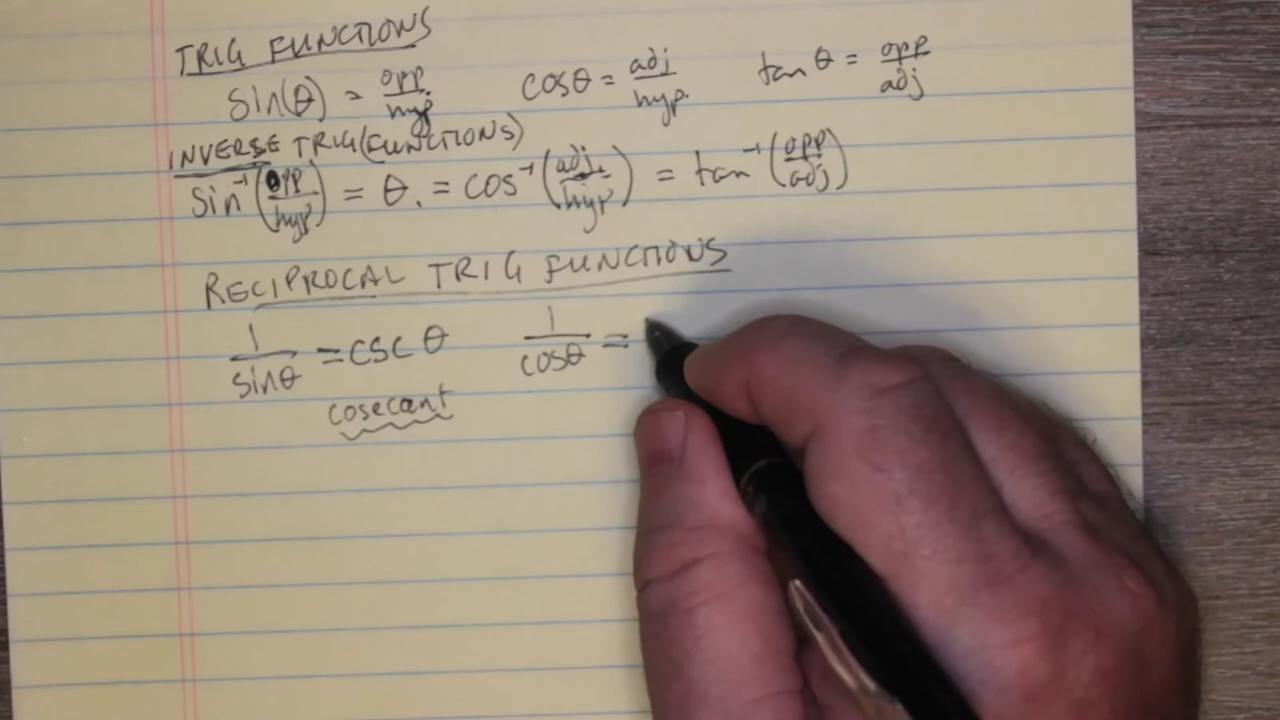 TRIG FUNCTIONS
sin(θ) = opp./hyp cosθ = adj/hyp. tan θ = opp/adj
INVERSE TRIG(FUNCTIONS)
sin⁻¹(opp/hyp) = θ. = cos⁻¹(adj./hyp) = tan⁻¹(opp/adj)
RECIPROCAL TRIG FUNCTIONS
1/sinθ = csc θ 1/cosθ =
cosecant